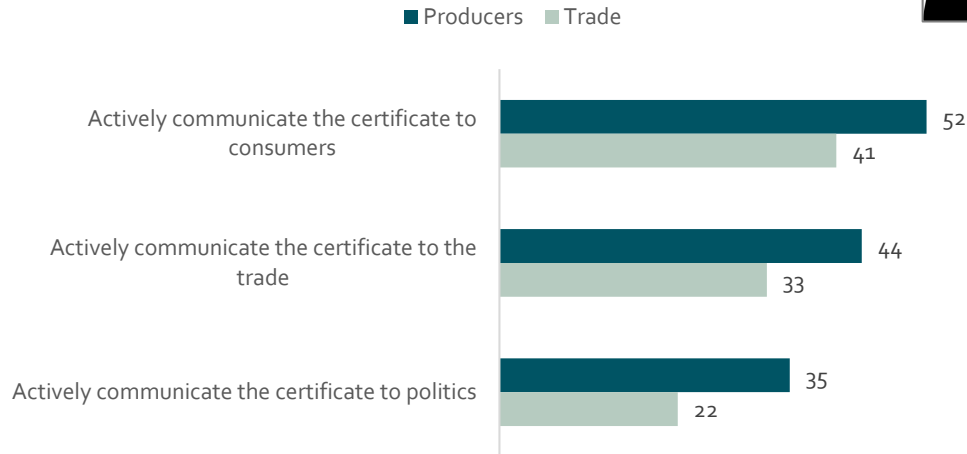 Producers Trade
Actively communicate the certificate to
consumers
52
41
Actively communicate the certificate to the
trade
44
33
Actively communicate the certificate to politics
35
22